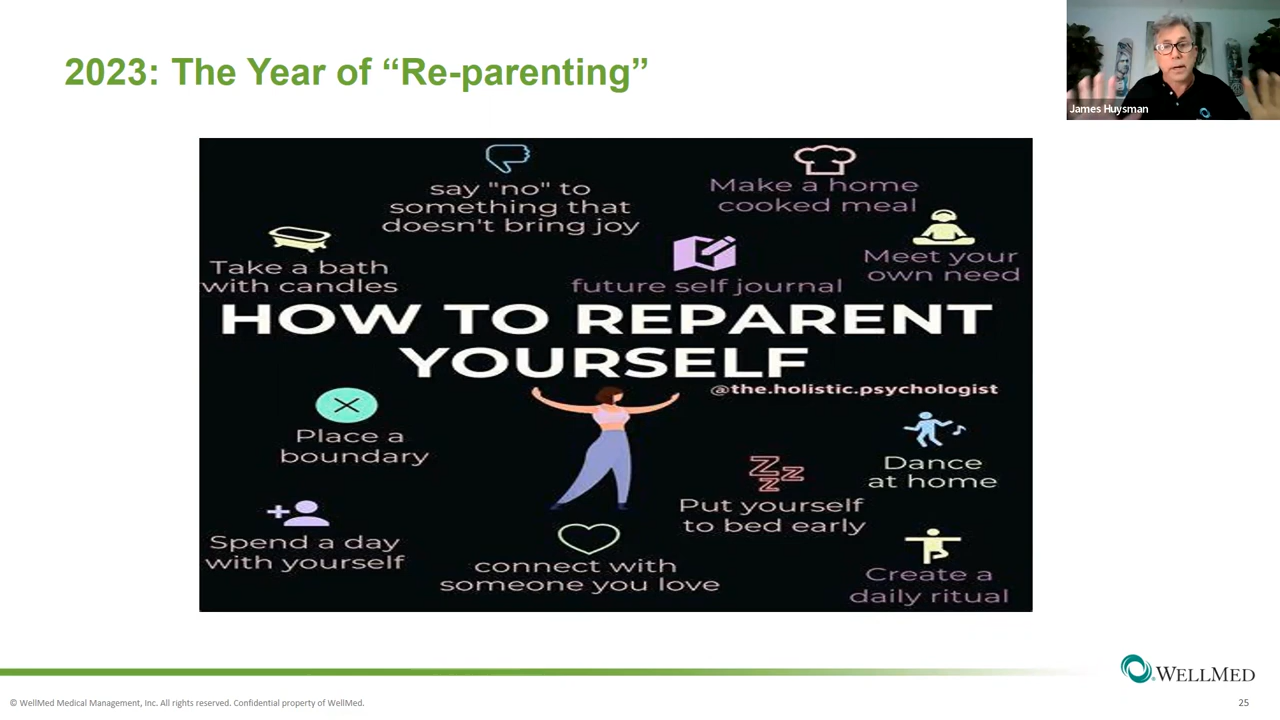 2023: The Year of “Re-parenting”
James Huysman
say "no" to
something that
doesn't bring joy
Make a home
cooked meal
Take a bath
with candles
future self journal
Meet your
own need
HOW TO REPARENT
YOURSELF
@the.holistic.psychologist
Place a
boundary
Dance
at home
Zzz
Put yourself
to bed early
Spend a day
with yourself
connect with
someone you love
Create a
daily ritual
WELLMED
© WellMed Medical Management, Inc. All rights reserved. Confidential property of WellMed.
25